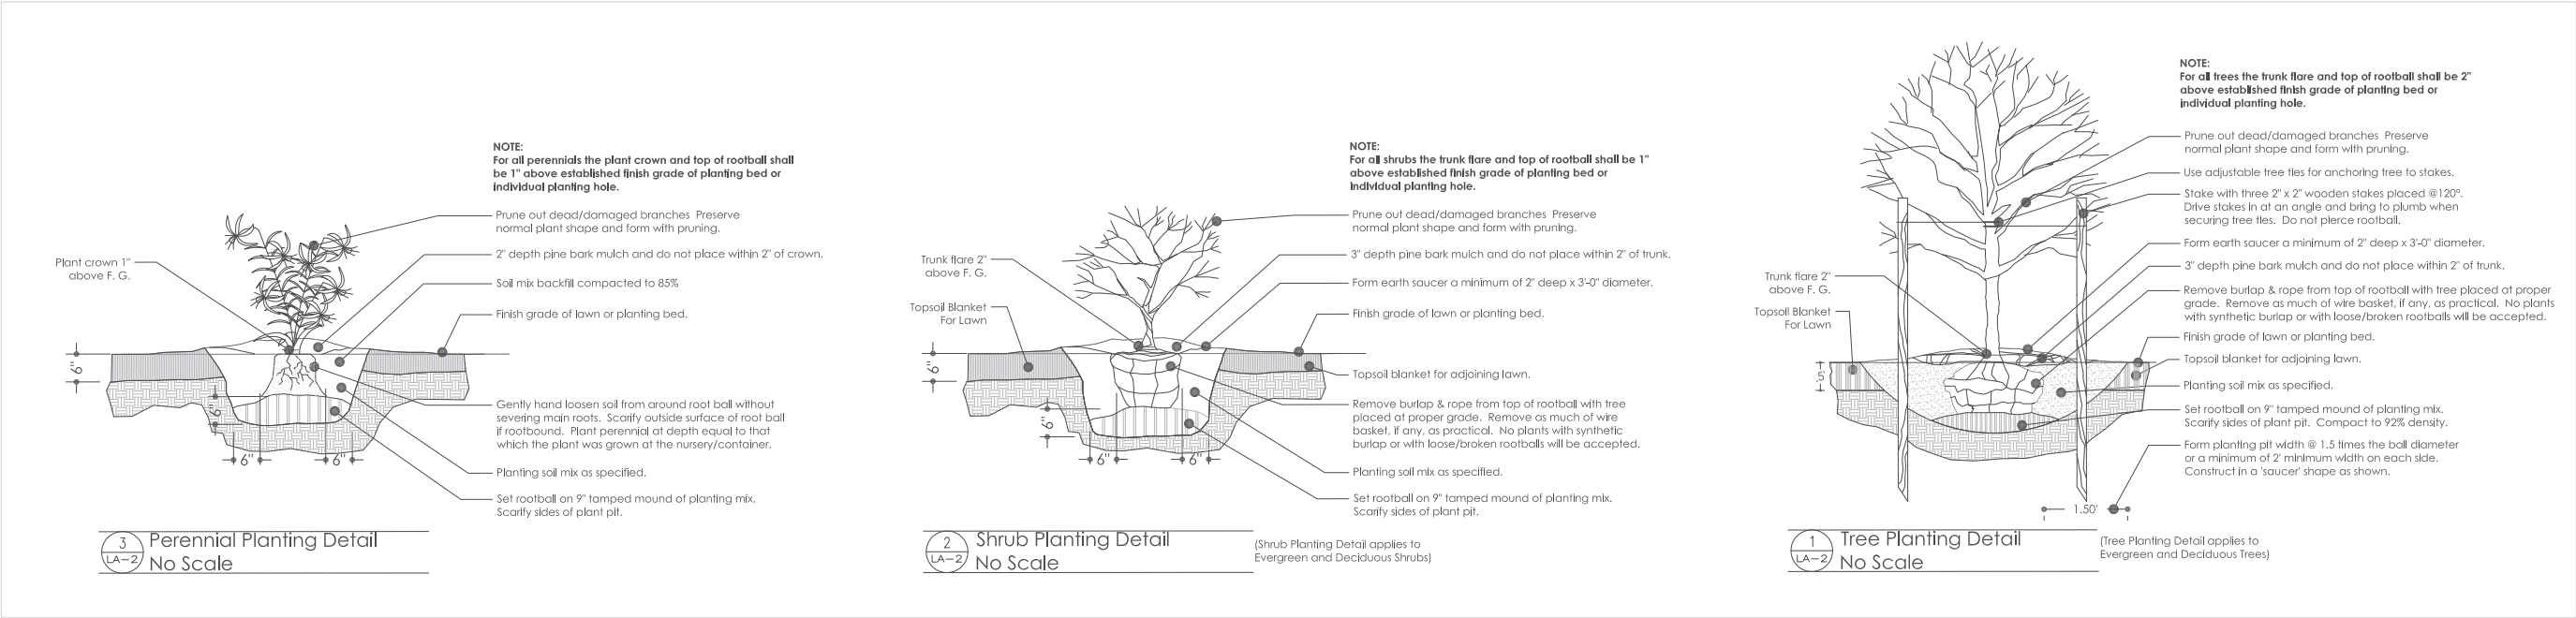 NOTE:
For all perennials the plant crown and top of rootball shall
be 1" above established finish grade of planting bed or
individual planting hole.
Prune out dead/damaged branches  Preserve
normal plant shape and form with pruning.
2" depth pine bark mulch and do not place within 2" of crown.
Soil mix backfill compacted to 85%
Finish grade of lawn or planting bed.
Plant crown 1"
above F. G.
6"
6"
6"
6"
Gently hand loosen soil from around root ball without
severing main roots.  Scarify outside surface of root ball
if rootbound.  Plant perennial at depth equal to that
which the plant was grown at the nursery/container.
Planting soil mix as specified.
Set rootball on 9" tamped mound of planting mix.
Scarify sides of plant pit.
3
LA-2
Perennial Planting Detail
No Scale
NOTE:
For all shrubs the trunk flare and top of rootball shall be 1"
above established finish grade of planting bed or
individual planting hole.
Prune out dead/damaged branches  Preserve
normal plant shape and form with pruning.
3" depth pine bark mulch and do not place within 2" of trunk.
Form earth saucer a minimum of 2" deep x 3'-0" diameter.
Finish grade of lawn or planting bed.
Trunk flare 2"
above F. G.
Topsoil Blanket
For Lawn
6"
6"
6"
6"
Topsoil blanket for adjoining lawn.
Remove burlap & rope from top of rootball with tree
placed at proper grade.  Remove as much of wire
basket, if any, as practical.  No plants with synthetic
burlap or with loose/broken rootballs will be accepted.
Planting soil mix as specified.
Set rootball on 9" tamped mound of planting mix.
Scarify sides of plant pit.
2
LA-2
Shrub Planting Detail
No Scale
(Shrub Planting Detail applies to
Evergreen and Deciduous Shrubs)
NOTE:
For all trees the trunk flare and top of rootball shall be 2"
above established finish grade of planting bed or
individual planting hole.
Prune out dead/damaged branches  Preserve
normal plant shape and form with pruning.
Use adjustable tree ties for anchoring tree to stakes.
Stake with three 2" x 2" wooden stakes placed @120°.
Drive stakes in at an angle and bring to plumb when
securing tree ties.  Do not pierce rootball.
Form earth saucer a minimum of 2" deep x 3'-0" diameter.
3" depth pine bark mulch and do not place within 2" of trunk.
Remove burlap & rope from top of rootball with tree placed at proper
grade.  Remove as much of wire basket, if any, as practical.  No plants
with synthetic burlap or with loose/broken rootballs will be accepted.
Finish grade of lawn or planting bed.
Topsoil blanket for adjoining lawn.
Planting soil mix as specified.
Set rootball on 9" tamped mound of planting mix.
Scarify sides of plant pit.  Compact to 92% density.
Form planting pit width @ 1.5 times the ball diameter
or a minimum of 2' minimum width on each side.
Construct in a 'saucer' shape as shown.
Trunk flare 2"
above F. G.
Topsoil Blanket
For Lawn
1.50'
1
LA-2
Tree Planting Detail
No Scale
(Tree Planting Detail applies to
Evergreen and Deciduous Trees)